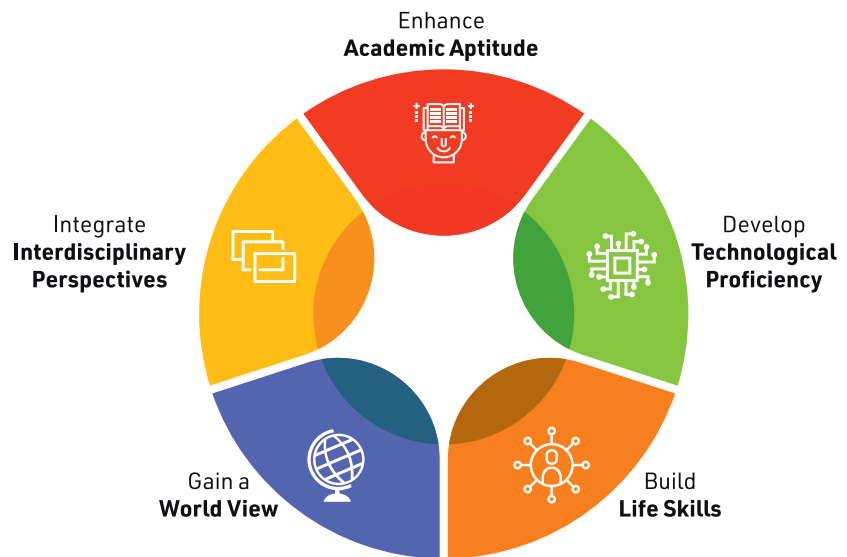 Enhance
Academic Aptitude
Develop
Technological
Proficiency
Build
Life Skills
Gain a
World View
Integrate
Interdisciplinary
Perspectives